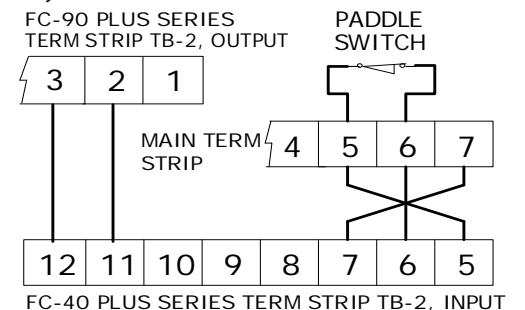 FC-90 PLUS SERIES
TERM STRIP TB-2, OUTPUT
PADDLE
SWITCH
3 2 1
MAIN TERM
STRIP
4 5 6 7
12 11 10 9 8 7 6 5
FC-40 PLUS SERIES TERM STRIP TB-2, INPUT